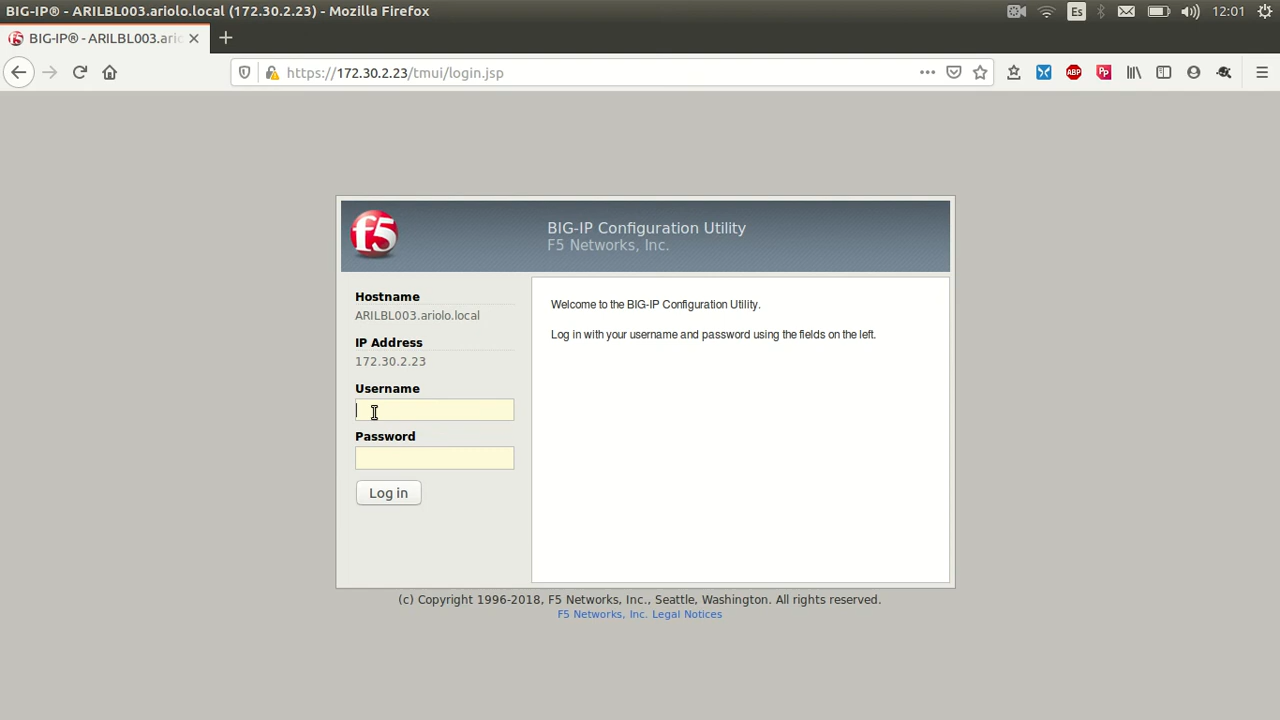 BIG-IP® - ARILBL003.ariolo.local (172.30.2.23) - Mozilla Firefox
Es
12:01
BIG-IP® - ARILBL003.ario
https://172.30.2.23/tmui/login.jsp
ABP
f5
BIG-IP Configuration Utility
F5 Networks, Inc.
Hostname
ARILBL003.ariolo.local
IP Address
172.30.2.23
Username
Password
Log in
Welcome to the BIG-IP Configuration Utility.
Log in with your username and password using the fields on the left.
(c) Copyright 1996-2018, F5 Networks, Inc., Seattle, Washington. All rights reserved.
F5 Networks, Inc. Legal Notices